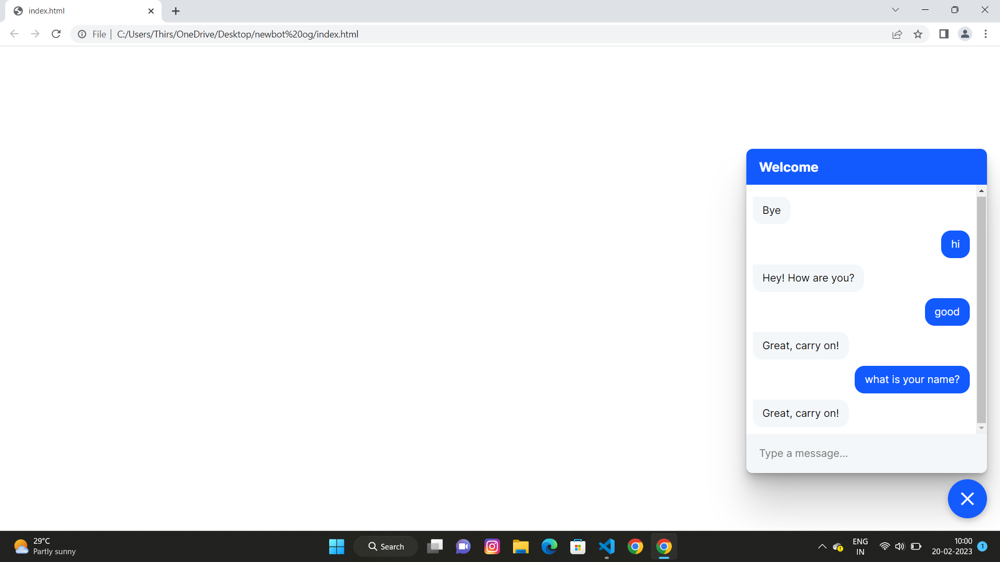 index.html
File | C:/Users/Thirs/OneDrive/Desktop/newbot%20og/index.html
Welcome
Bye
hi
Hey! How are you?
good
Great, carry on!
what is your name?
Great, carry on!
Type a message...
29°C
Partly sunny
Search
ENG
IN
10:00
20-02-2023
1